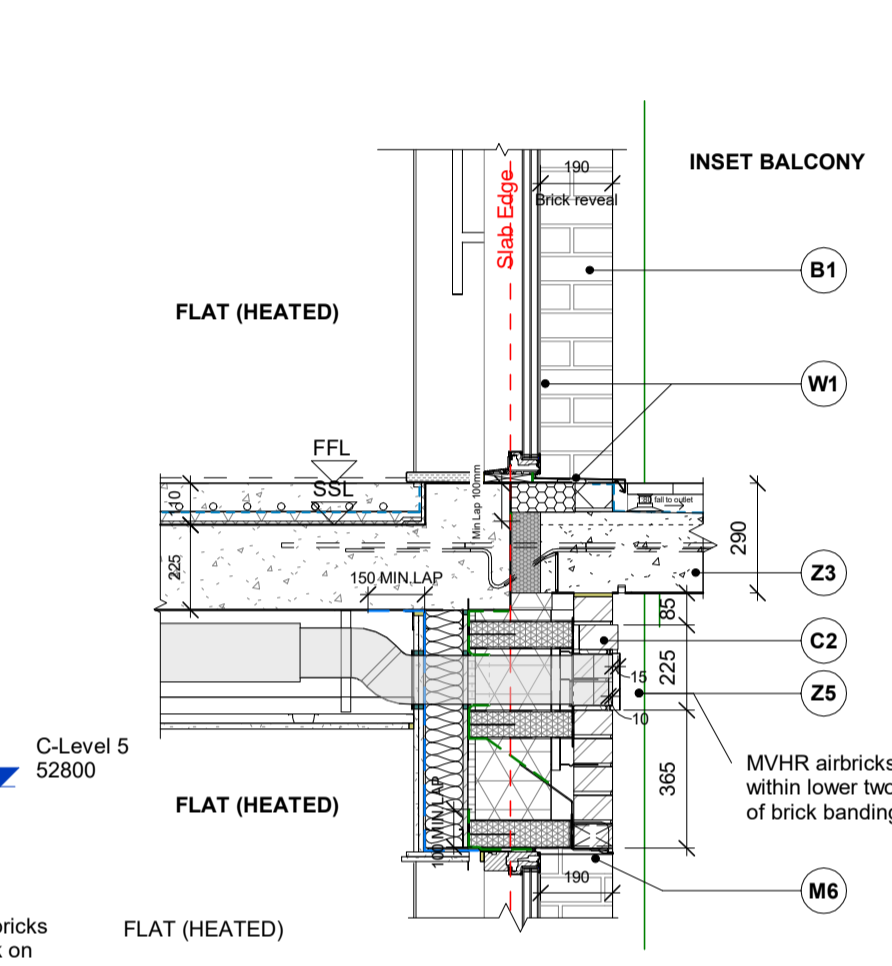 INSET BALCONY
190
Brick reveal
Slab Edge
B1
FLAT (HEATED)
W1
FFL
SSL
110
Min Lap 100mm
fall to outlet
290
225
150 MIN.LAP
Z3
85
C2
225
15
Z5
10
C-Level 5
52800
MVHR airbricks
within lower two
of brick banding
365
FLAT (HEATED)
100 MIN LAP
190
M6
FLAT (HEATED)
ricks
k on